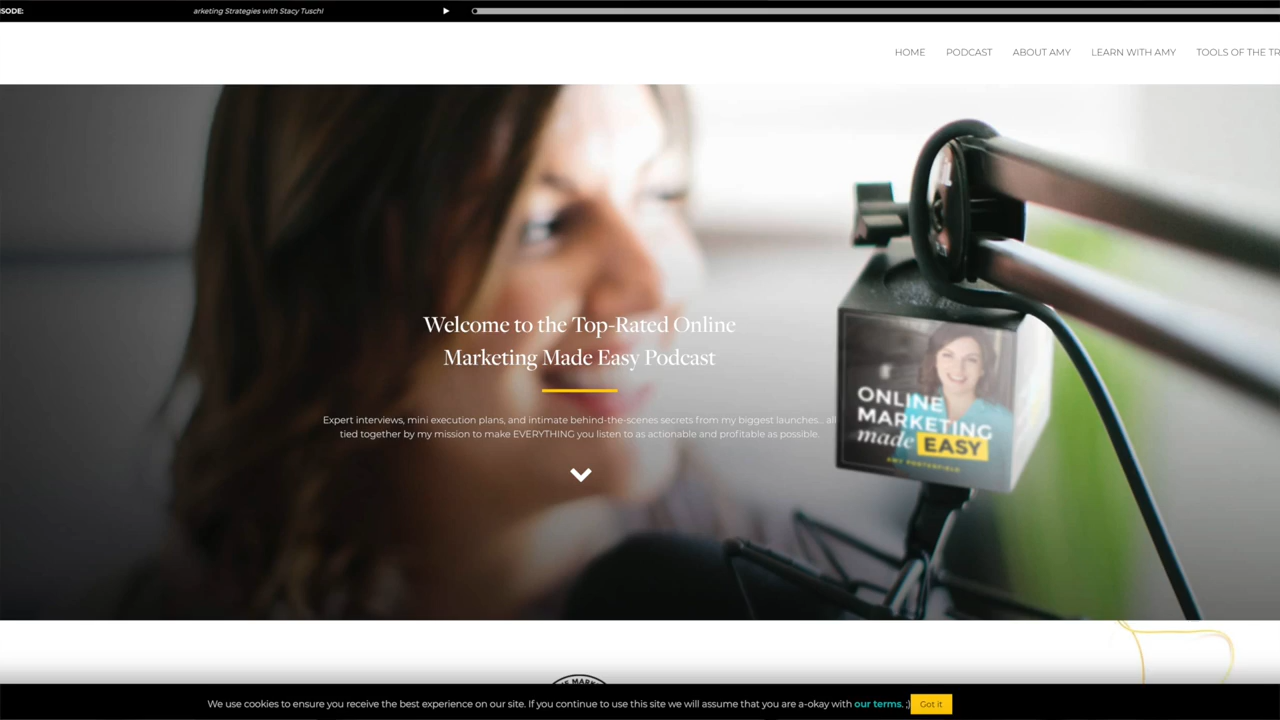 ISODE:
arketing Strategies with Stacy Tuschl
HOME PODCAST ABOUT AMY LEARN WITH AMY TOOLS OF THE TR
Welcome to the Top-Rated Online
Marketing Made Easy Podcast
Expert interviews, mini execution plans, and intimate behind-the-scenes secrets from my biggest launches... all
tied together by my mission to make EVERYTHING you listen to as actionable and profitable as possible.
ONLINE
MARKETING
made EASY
AMY PORTERFIELD
MARK
We use cookies to ensure you receive the best experience on our site. If you continue to use this site we will assume that you are a-okay with our terms. ;) Got it